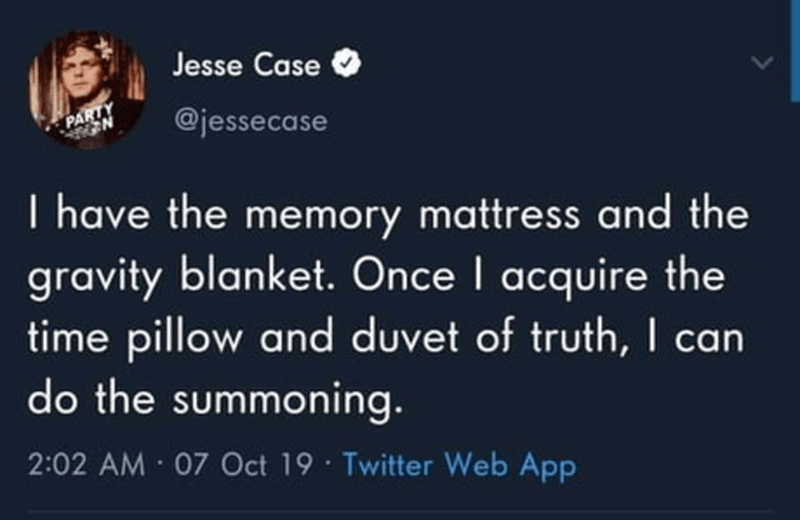 Jesse Case
@jessecase
PARTY
I have the memory mattress and the
gravity blanket. Once I acquire the
time pillow and duvet of truth, I can
do the summoning.
2:02 AM · 07 Oct 19 · Twitter Web App